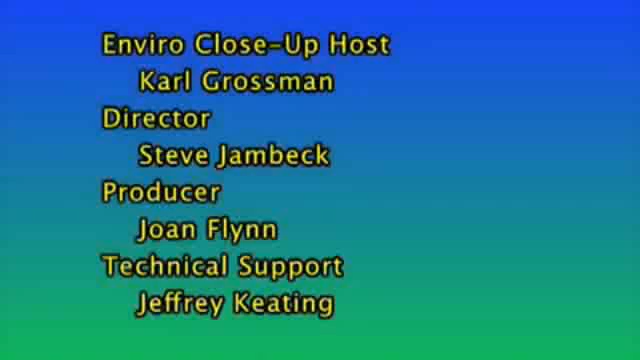 Enviro Close-Up Host
Karl Grossman
Director
Steve Jambeck
Producer
Joan Flynn
Technical Support
Jeffrey Keating